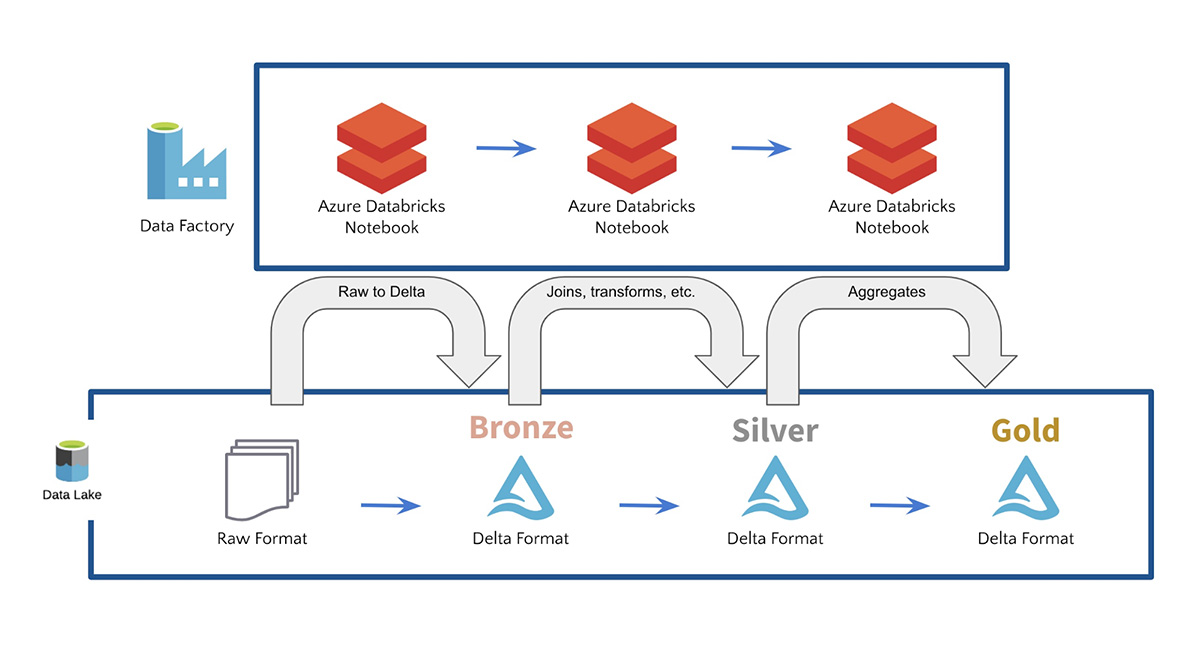 Data Factory
Azure Databricks
Notebook
Azure Databricks
Notebook
Azure Databricks
Notebook
Raw to Delta
Joins, transforms, etc.
Aggregates
Data Lake
Bronze
Silver
Gold
Raw Format
Delta Format
Delta Format
Delta Format